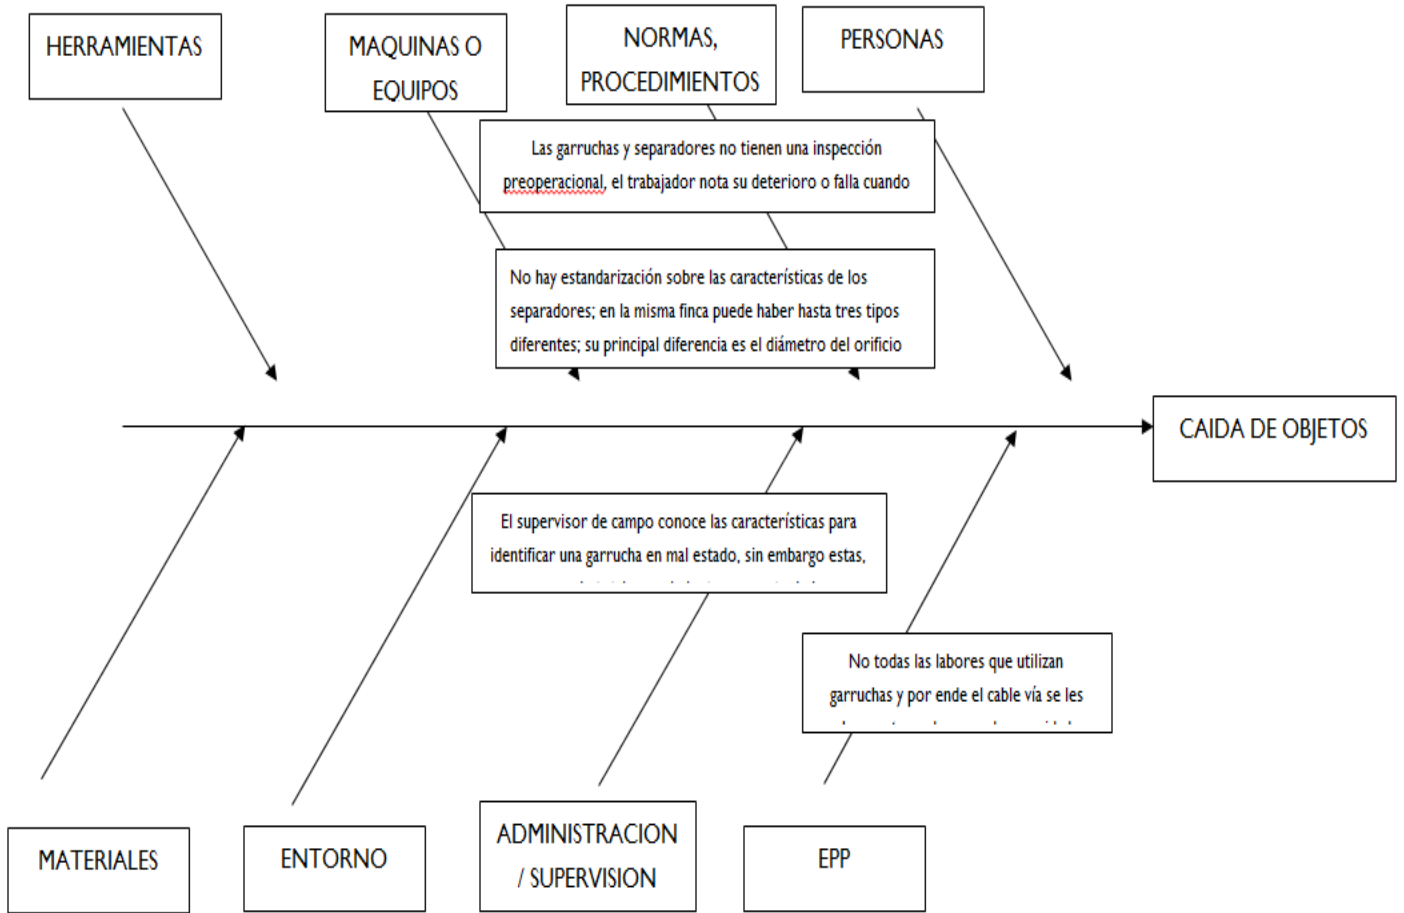 HERRAMIENTAS
MAQUINAS O
EQUIPOS
NORMAS,
PROCEDIMIENTOS
PERSONAS
Las garruchas y separadores no tienen una inspección
preoperacional, el trabajador nota su deterioro o falla cuando
No hay estandarización sobre las características de los
separadores; en la misma finca puede haber hasta tres tipos
diferentes; su principal diferencia es el diámetro del orificio
CAIDA DE OBJETOS
El supervisor de campo conoce las características para
identificar una garrucha en mal estado, sin embargo estas,
No todas las labores que utilizan
garruchas y por ende el cable vía se les
MATERIALES
ENTORNO
ADMINISTRACION
/ SUPERVISION
EPP